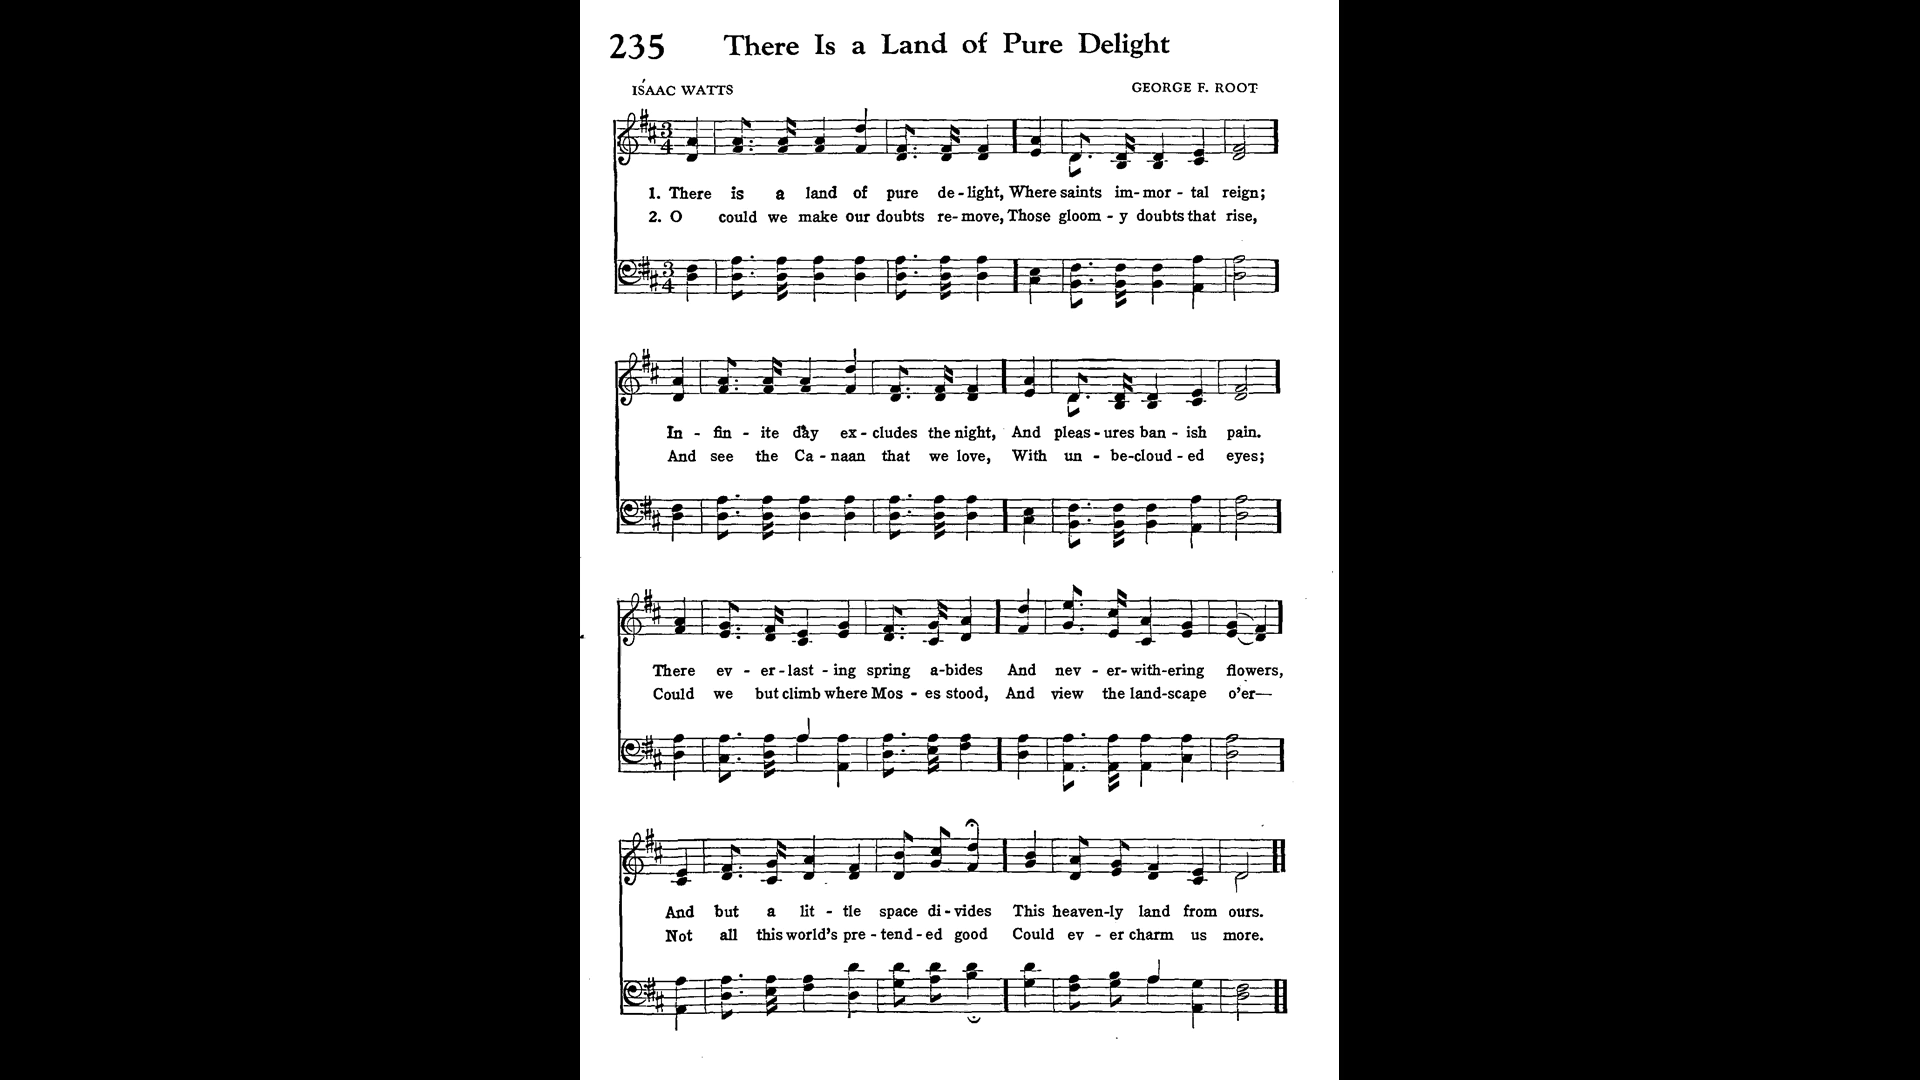 235 There Is a Land of Pure Delight
ISAAC WATTS GEORGE F. ROOT
3 4
1. There is a land of pure de-light, Where saints im-mor-tal reign;
2. O could we make our doubts re-move, Those gloom-y doubts that rise,
3 4
In-fin-ite day ex-cludes the night, And pleas-ures ban-ish pain.
And see the Ca-naan that we love, With un-be-cloud-ed eyes;
There ev-er-last-ing spring a-bides And nev-er-with-ering flowers,
Could we but climb where Mos-es stood, And view the land-scape o'er—
And but a lit-tle space di-vides This heaven-ly land from ours.
Not all this world's pre-tend-ed good Could ev-er charm us more.